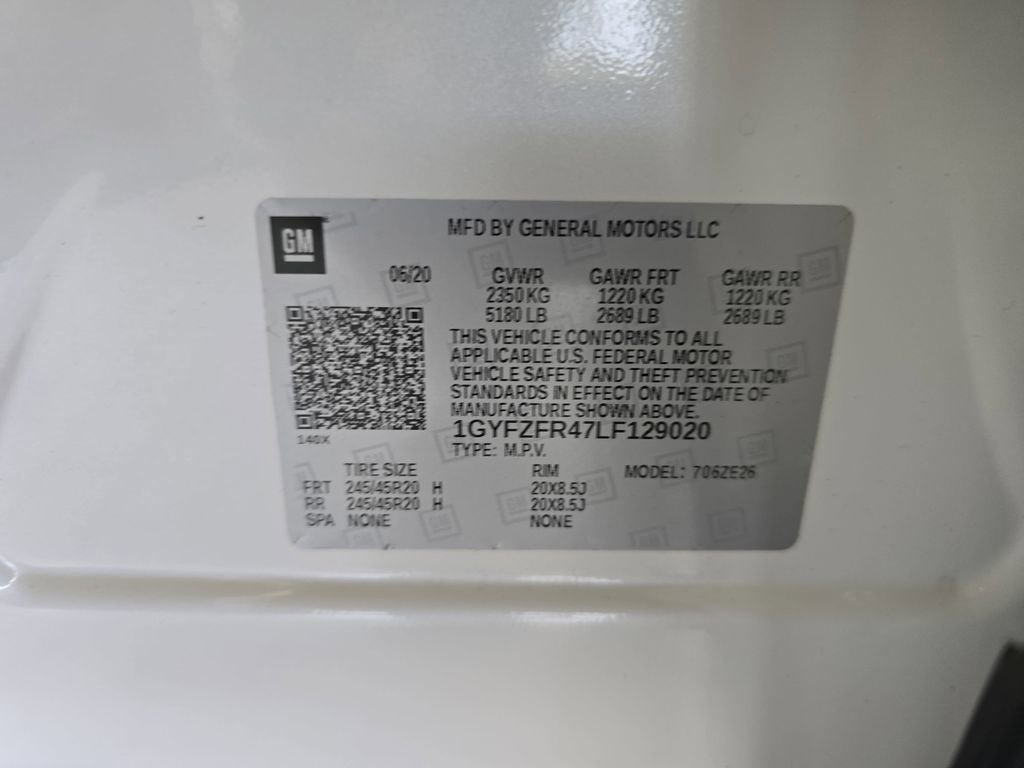 GM
MFD BY GENERAL MOTORS LLC
06/20 GVWR GAWR FRT GAWR RR
2350 KG 1220 KG 1220 KG
5180 LB 2689 LB 2689 LB
THIS VEHICLE CONFORMS TO ALL
APPLICABLE U.S. FEDERAL MOTOR
VEHICLE SAFETY AND THEFT PREVENTION
STANDARDS IN EFFECT ON THE DATE OF
MANUFACTURE SHOWN ABOVE.
140X
1GYFZFR47LF129020
TYPE: M.P.V.
TIRE SIZE RIM MODEL: 706ZE26
FRT 245/45R20 H 20X8.5J
RR 245/45R20 H 20X8.5J
SPA NONE NONE